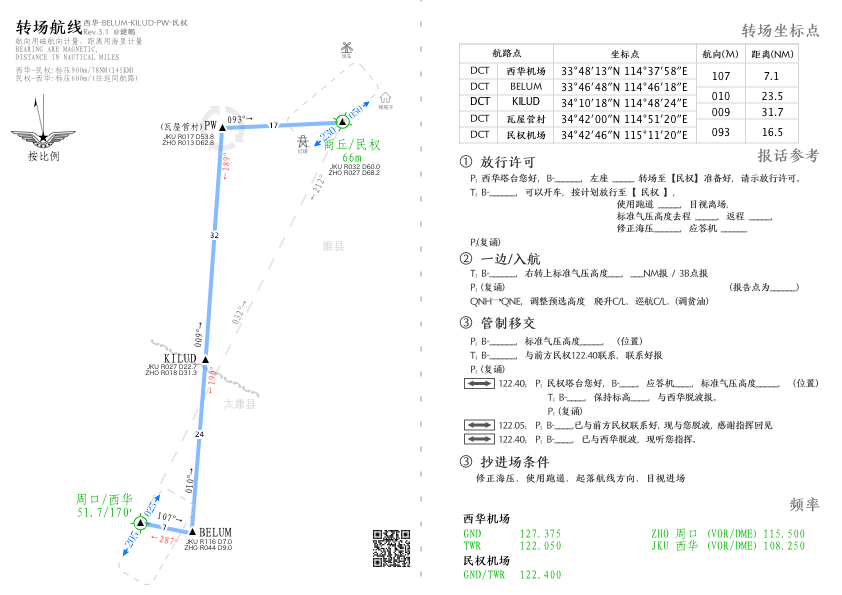 转场航线
西华-BELUM-KILUD-PW-民权
Rev.3.1 @健鹏
航向用磁航向计量，距离用海里计量
BEARING ARE MAGNETIC,
DISTANCE IN NAUTICAL MILES
西华-民权:标压900m/78NM(145KM)
民权-西华:标压600m/(往返同航路)
按比例
(瓦屋营村)PW
JKU R017 D53.8
ZHO R013 D62.8
093°→
17
050
230
灯塔
商丘/民权
66m
JKU R032 D60.0
ZHO R027 D68.2
←189°
←212°
睢县
32
032°→
009°→
KILUD
JKU R027 D22.7
ZHO R018 D31.3
←190°
太康县
24
010°→
周口/西华
51.7/170'
025
205
107°→
7
←287°
BELUM
JKU R116 D7.0
ZHO R044 D9.0
转场坐标点
航路点 坐标点 航向(M) 距离(NM)
DCT 西华机场 33°48'13"N 114°37'58"E
107 7.1
DCT BELUM 33°46'48"N 114°46'18"E
010 23.5
DCT KILUD 34°10'18"N 114°48'24"E
009 31.7
DCT 瓦屋营村 34°42'00"N 114°51'20"E
093 16.5
DCT 民权机场 34°42'46"N 115°11'20"E
报话参考
① 放行许可
P: 西华塔台您好, B-______, 左座 _____ 转场至【民权】准备好, 请示放行许可。
T: B-______, 可以开车, 按计划放行至【 民权 】,
使用跑道 _____, 目视离场,
标准气压高度去程 _____, 返程 _____,
修正海压______, 应答机 ______
P:(复诵)
② 一边/入航
T: B-______, 右转上标准气压高度___, ___NM报 / 3B点报
P: (复诵) (报告点为______)
QNH→QNE, 调整预选高度 爬升C/L、巡航C/L、(调贫油)
③ 管制移交
P: B-______, 标准气压高度_____, (位置)
T: B-______, 与前方民权122.40联系, 联系好报
P: (复诵)
122.40: P: 民权塔台您好, B-____, 应答机____, 标准气压高度_____, (位置)
T: B-____, 保持标高____, 与西华脱波报。
P: (复诵)
122.05: P: B-____,已与前方民权联系好, 现与您脱波, 感谢指挥回见
122.40: P: B-____, 已与西华脱波, 现听您指挥。
③ 抄进场条件
修正海压、使用跑道、起落航线方向、目视进场
频率
西华机场
GND 127.375 ZHO 周口 (VOR/DME) 115.500
TWR 122.050 JKU 西华 (VOR/DME) 108.250
民权机场
GND/TWR 122.400